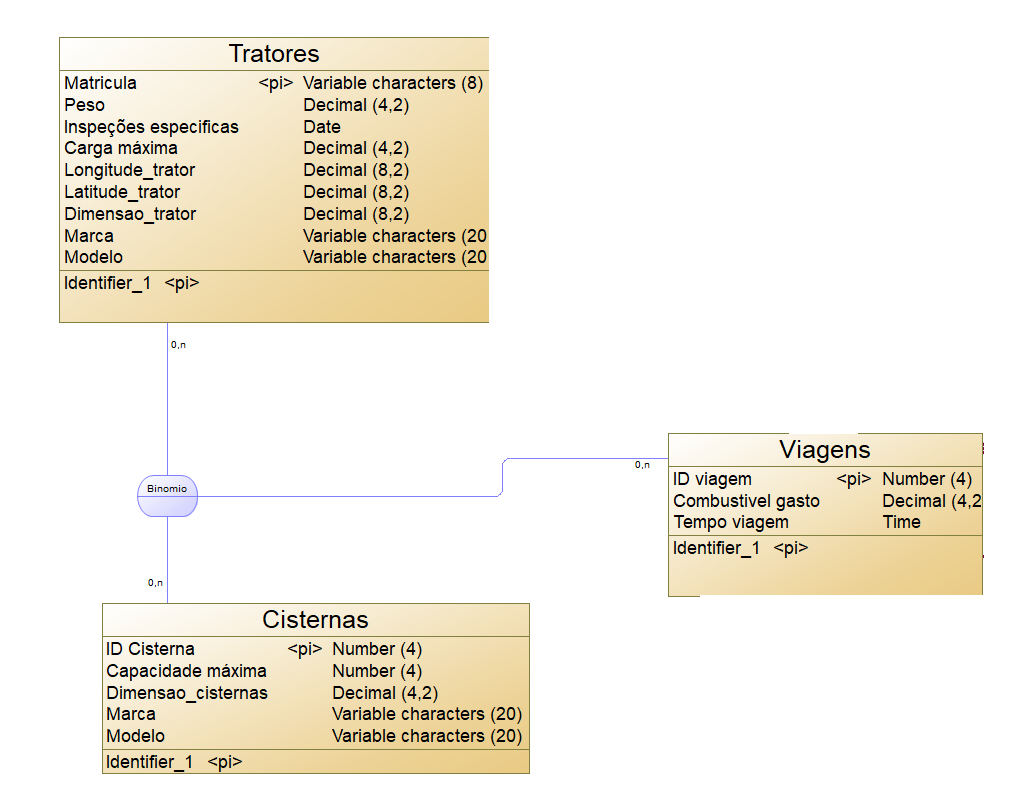 Tratores
Matricula <pi> Variable characters (8)
Peso Decimal (4,2)
Inspeções especificas Date
Carga máxima Decimal (4,2)
Longitude_trator Decimal (8,2)
Latitude_trator Decimal (8,2)
Dimensao_trator Decimal (8,2)
Marca Variable characters (20
Modelo Variable characters (20
Identifier_1 <pi>
0,n
Binomio
0,n
Viagens
ID viagem <pi> Number (4)
Combustivel gasto Decimal (4,2
Tempo viagem Time
Identifier_1 <pi>
0,n
Cisternas
ID Cisterna <pi> Number (4)
Capacidade máxima Number (4)
Dimensao_cisternas Decimal (4,2)
Marca Variable characters (20)
Modelo Variable characters (20)
Identifier_1 <pi>